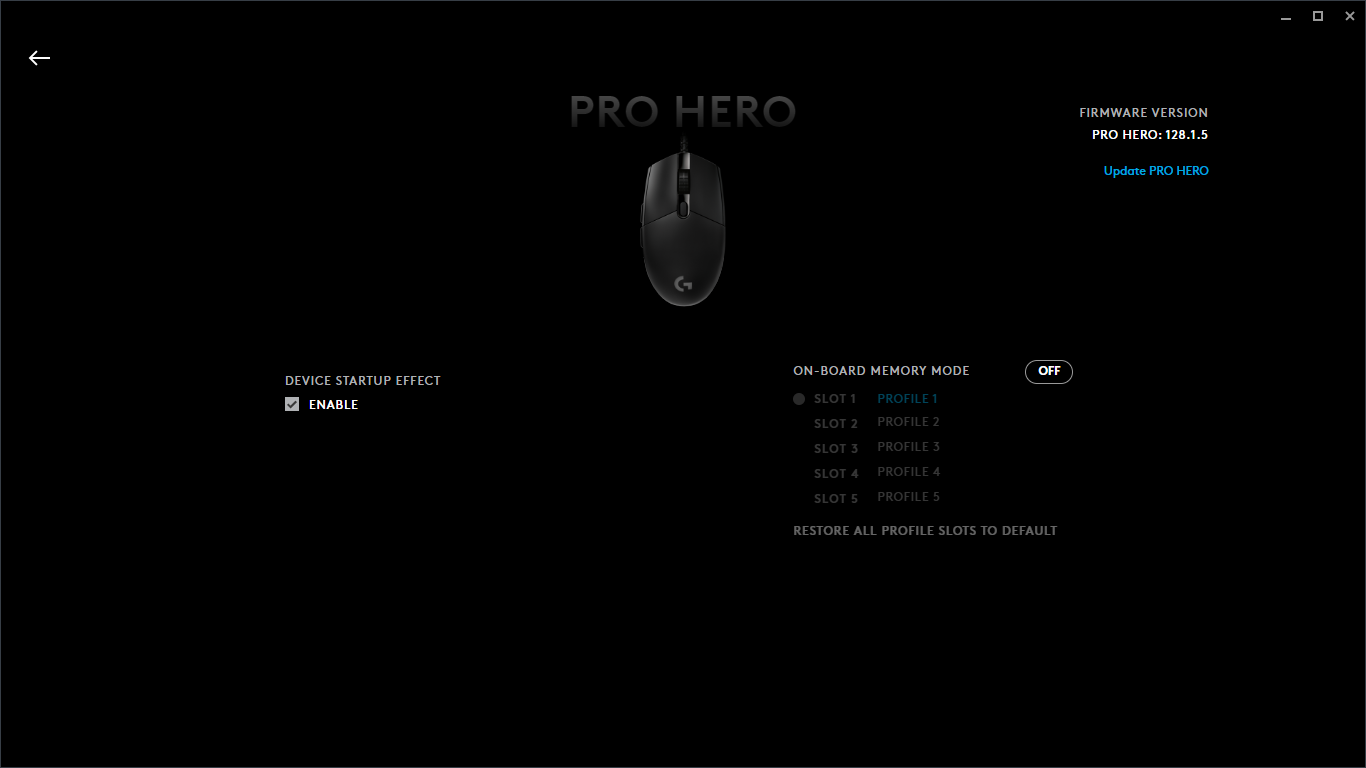 PRO HERO
FIRMWARE VERSION
PRO HERO: 128.1.5
Update PRO HERO
DEVICE STARTUP EFFECT
ENABLE
ON-BOARD MEMORY MODE OFF
SLOT 1 PROFILE 1
SLOT 2 PROFILE 2
SLOT 3 PROFILE 3
SLOT 4 PROFILE 4
SLOT 5 PROFILE 5
RESTORE ALL PROFILE SLOTS TO DEFAULT